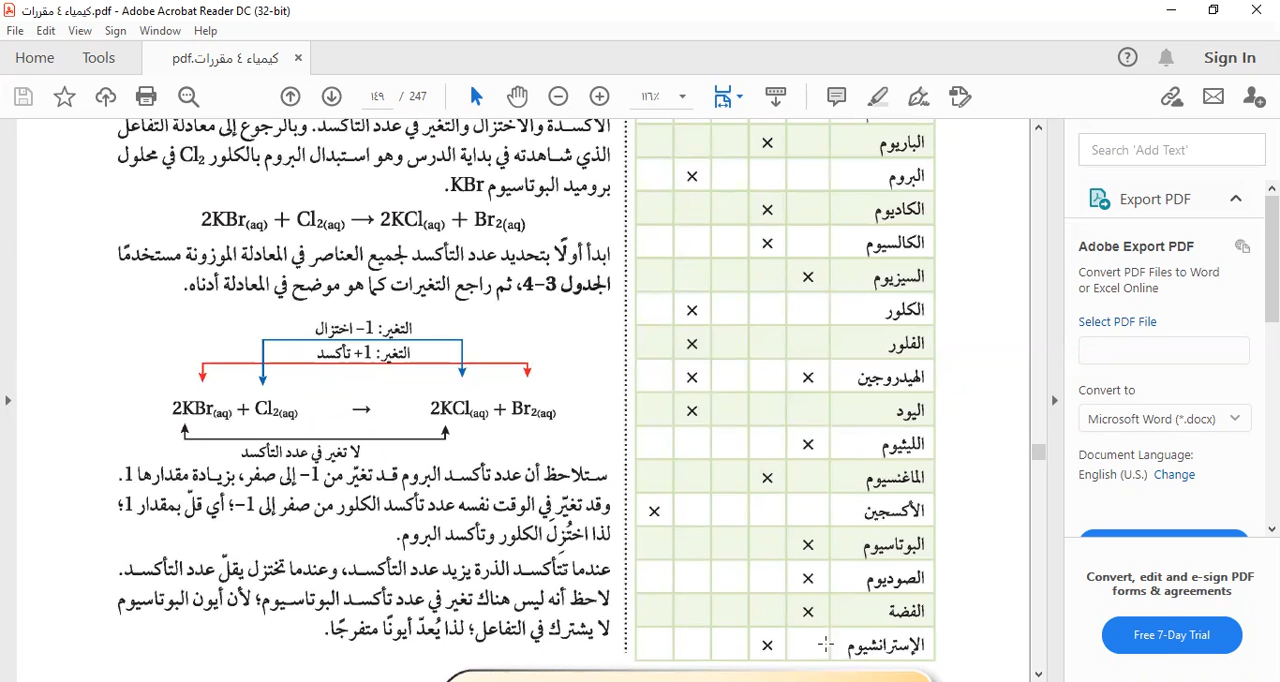 كيمياء ٤ مقررات.pdf - Adobe Acrobat Reader DC (32-bit)
File Edit View Sign Window Help
Home Tools كيمياء ٤ مقررات.pdf × Sign In
١٤٩ / 247 ١١٦٪
الأكسدة والاختزال والتغير في عدد التأكسد. وبالرجوع إلى معادلة التفاعل
الذي شاهدته في بداية الدرس وهو استبدال البروم بالكلور Cl₂ في محلول
بروميد البوتاسيوم KBr.
2KBr(aq) + Cl2(aq) → 2KCl(aq) + Br2(aq)
ابدأ أولًا بتحديد عدد التأكسد لجميع العناصر في المعادلة الموزونة مستخدمًا
الجدول 3-4، ثم راجع التغيرات كما هو موضح في المعادلة أدناه.
التغير: 1- اختزال
التغير: 1+ تأكسد
2KBr(aq) + Cl2(aq) → 2KCl(aq) + Br2(aq)
لا تغير في عدد التأكسد
ستلاحظ أن عدد تأكسد البروم قد تغيّر من 1- إلى صفر، بزيادة مقدارها 1.
وقد تغيّر في الوقت نفسه عدد تأكسد الكلور من صفر إلى 1-؛ أي قلّ بمقدار 1؛
لذا اختُزِلَ الكلور وتأكسد البروم.
عندما تتأكسد الذرة يزيد عدد التأكسد، وعندما تختزل يقلّ عدد التأكسد.
لاحظ أنه ليس هناك تغير في عدد تأكسد البوتاسيوم؛ لأن أيون البوتاسيوم
لا يشترك في التفاعل؛ لذا يُعدّ أيونًا متفرجًا.
الباريوم ×
البروم ×
الكادميوم ×
الكالسيوم ×
السيزيوم ×
الكلور ×
الفلور ×
الهيدروجين × ×
اليود ×
الليثيوم ×
الماغنسيوم ×
الأكسجين ×
البوتاسيوم ×
الصوديوم ×
الفضة ×
الإسترانشيوم ×
Search 'Add Text'
Export PDF
Adobe Export PDF
Convert PDF Files to Word
or Excel Online
Select PDF File
Convert to
Microsoft Word (*.docx)
Document Language:
English (U.S.) Change
Convert, edit and e-sign PDF
forms & agreements
Free 7-Day Trial